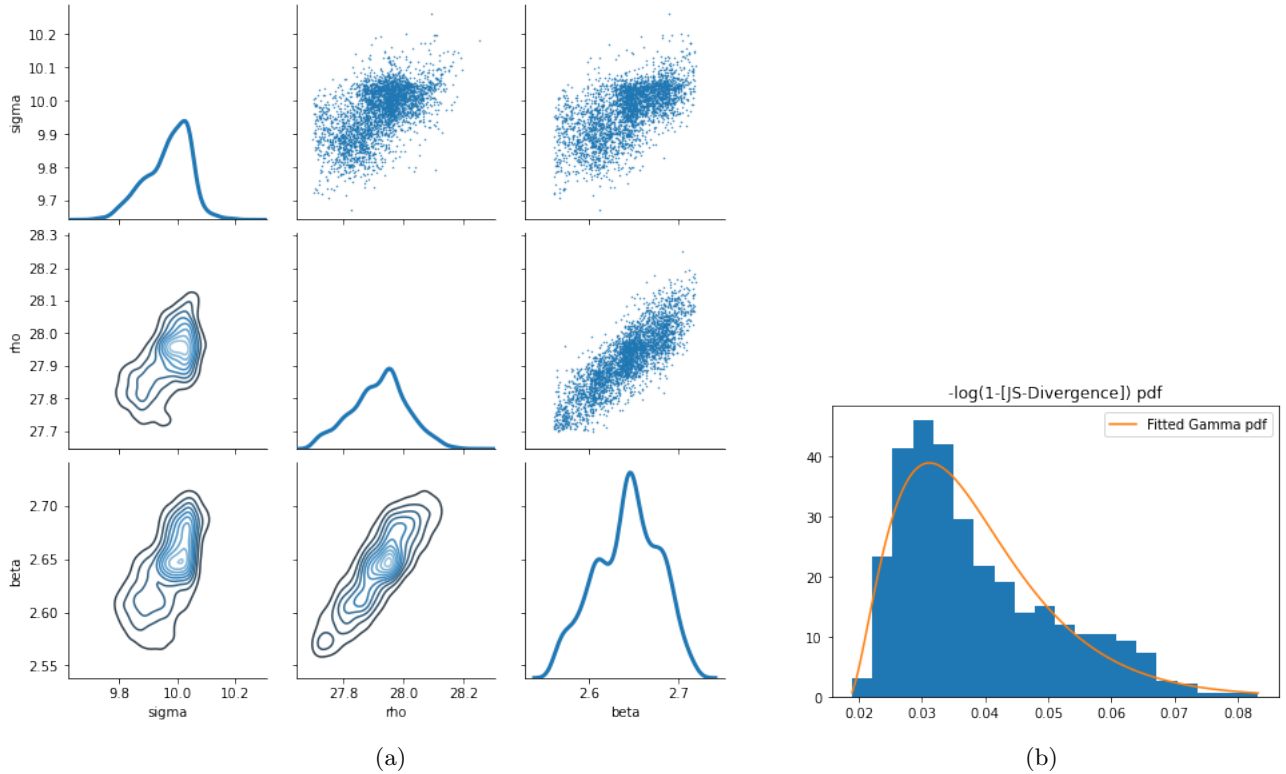 10.2
10.1
10.0
9.9
9.8
9.7
sigma
28.3
28.2
28.1
28.0
27.9
27.8
27.7
rho
2.70
2.65
2.60
2.55
beta
9.8 10.0 10.2
sigma
27.8 28.0 28.2
rho
2.6 2.7
beta
(a)
-log(1-[JS-Divergence]) pdf
Fitted Gamma pdf
40
30
20
10
0
0.02 0.03 0.04 0.05 0.06 0.07 0.08
(b)